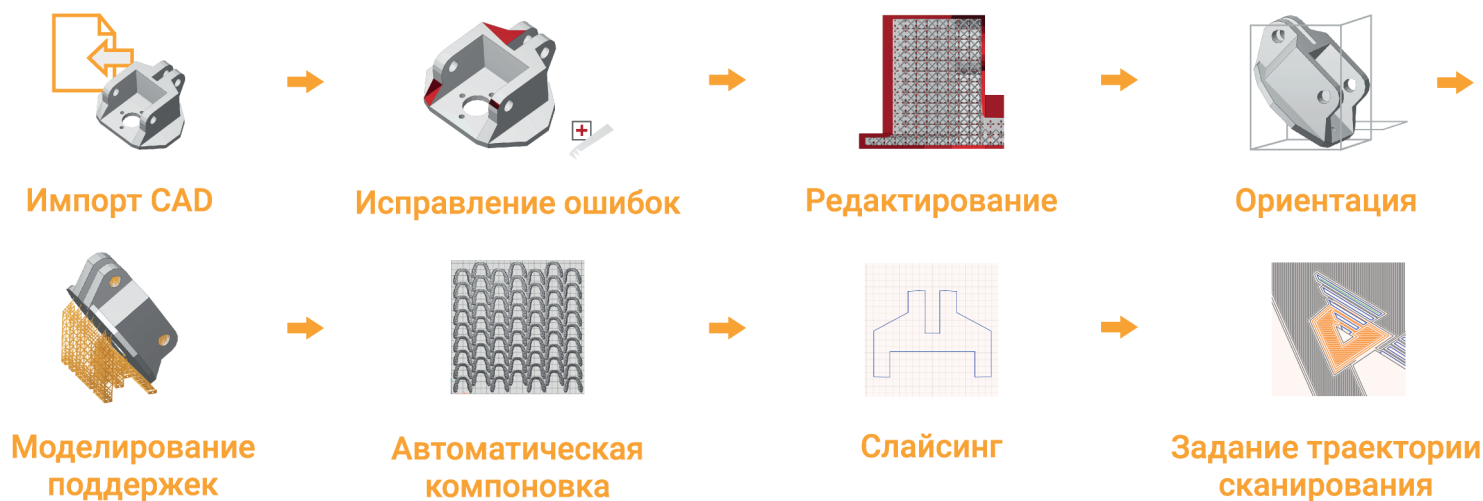 Импорт CAD
Исправление ошибок
Редактирование
Ориентация
Моделирование
поддержек
Автоматическая
компоновка
Слайсинг
Задание траектории
сканирования